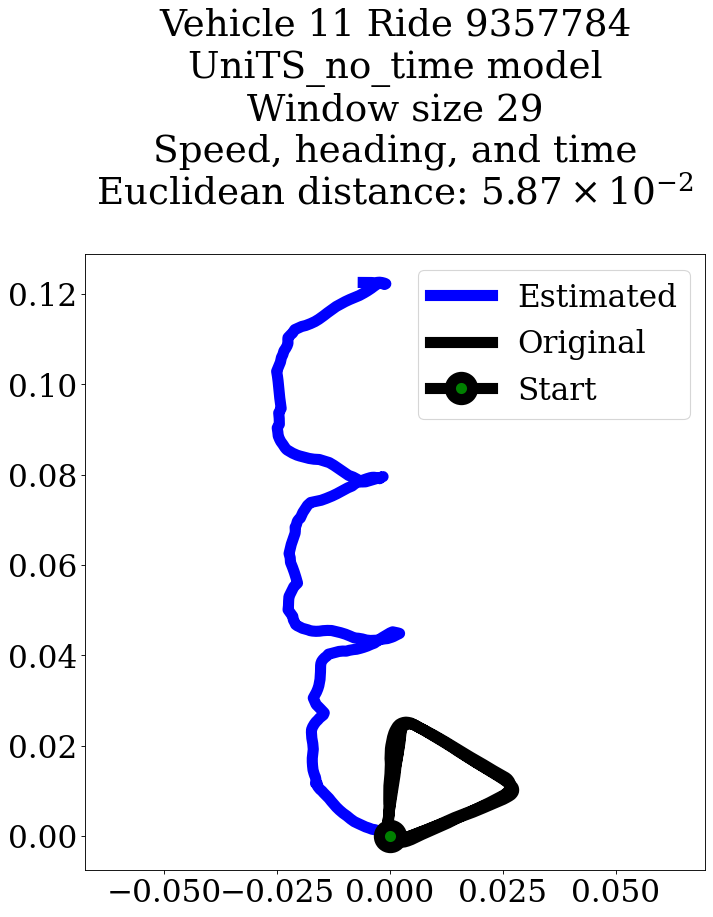 Vehicle 11 Ride 9357784
UniTS_no_time model
Window size 29
Speed, heading, and time
Euclidean distance: 5.87 × 10⁻²
Estimated
Original
Start
0.12
0.10
0.08
0.06
0.04
0.02
0.00
−0.050 −0.025 0.000 0.025 0.050